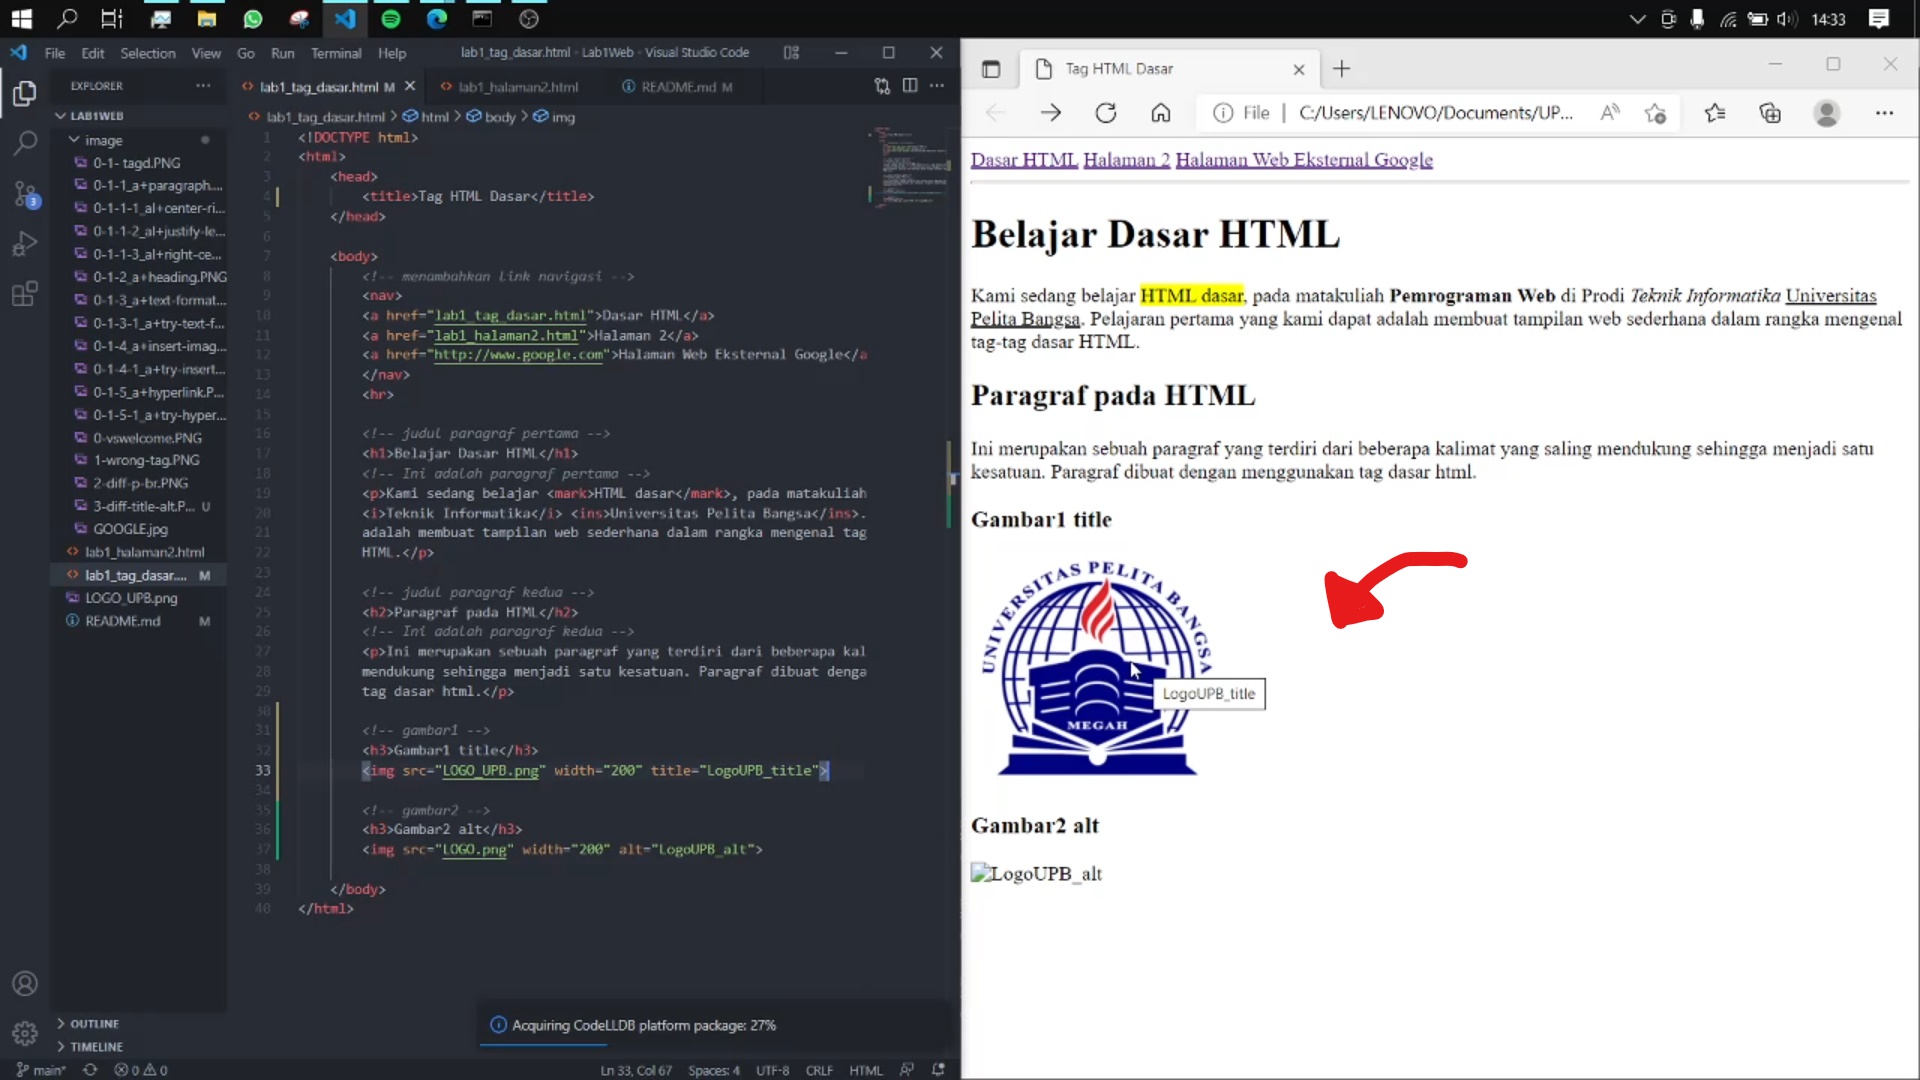 14:33
File Edit Selection View Go Run Terminal Help
lab1_tag_dasar.html - Lab1Web - Visual Studio Code
EXPLORER
LAB1WEB
image
0-1- tagd.PNG
0-1-1_a+paragraph....
0-1-1-1_al+center-ri...
0-1-1-2_al+justify-le...
0-1-1-3_al+right-ce...
0-1-2_a+heading.PNG
0-1-3_a+text-format...
0-1-3-1_a+try-text-f...
0-1-4_a+insert-imag...
0-1-4-1_a+try-insert...
0-1-5_a+hyperlink.P...
0-1-5-1_a+try-hyper...
0-vswelcome.PNG
1-wrong-tag.PNG
2-diff-p-br.PNG
3-diff-title-alt.P... U
GOOGLE.jpg
lab1_halaman2.html
lab1_tag_dasar.... M
LOGO_UPB.png
README.md M
OUTLINE
TIMELINE
3
lab1_tag_dasar.html M lab1_halaman2.html README.md M
lab1_tag_dasar.html > html > body > img
1 <!DOCTYPE html>
2 <html>
3 <head>
4 <title>Tag HTML Dasar</title>
5 </head>
6
7 <body>
8 <!-- menambahkan link navigasi -->
9 <nav>
10 <a href="lab1_tag_dasar.html">Dasar HTML</a>
11 <a href="lab1_halaman2.html">Halaman 2</a>
12 <a href="http://www.google.com">Halaman Web Eksternal Google</a
13 </nav>
14 <hr>
15
16 <!-- judul paragraf pertama -->
17 <h1>Belajar Dasar HTML</h1>
18 <!-- Ini adalah paragraf pertama -->
19 <p>Kami sedang belajar <mark>HTML dasar</mark>, pada matakuliah
20 <i>Teknik Informatika</i> <ins>Universitas Pelita Bangsa</ins>.
21 adalah membuat tampilan web sederhana dalam rangka mengenal tag
22 HTML.</p>
23
24 <!-- judul paragraf kedua -->
25 <h2>Paragraf pada HTML</h2>
26 <!-- Ini adalah paragraf kedua -->
27 <p>Ini merupakan sebuah paragraf yang terdiri dari beberapa kal
28 mendukung sehingga menjadi satu kesatuan. Paragraf dibuat denga
29 tag dasar html.</p>
30
31 <!-- gambar1 -->
32 <h3>Gambar1 title</h3>
33 <img src="LOGO_UPB.png" width="200" title="LogoUPB_title">
34
35 <!-- gambar2 -->
36 <h3>Gambar2 alt</h3>
37 <img src="LOGO.png" width="200" alt="LogoUPB_alt">
38
39 </body>
40 </html>
Acquiring CodeLLDB platform package: 27%
main* 0 0 Ln 33, Col 67 Spaces: 4 UTF-8 CRLF HTML
Tag HTML Dasar
File | C:/Users/LENOVO/Documents/UP...
Dasar HTML Halaman 2 Halaman Web Eksternal Google
Belajar Dasar HTML
Kami sedang belajar HTML dasar, pada matakuliah Pemrograman Web di Prodi Teknik Informatika Universitas
Pelita Bangsa. Pelajaran pertama yang kami dapat adalah membuat tampilan web sederhana dalam rangka mengenal
tag-tag dasar HTML.
Paragraf pada HTML
Ini merupakan sebuah paragraf yang terdiri dari beberapa kalimat yang saling mendukung sehingga menjadi satu
kesatuan. Paragraf dibuat dengan menggunakan tag dasar html.
Gambar1 title
UNIVERSITAS PELITA BANGSA
MEGAH
LogoUPB_title
Gambar2 alt
LogoUPB_alt